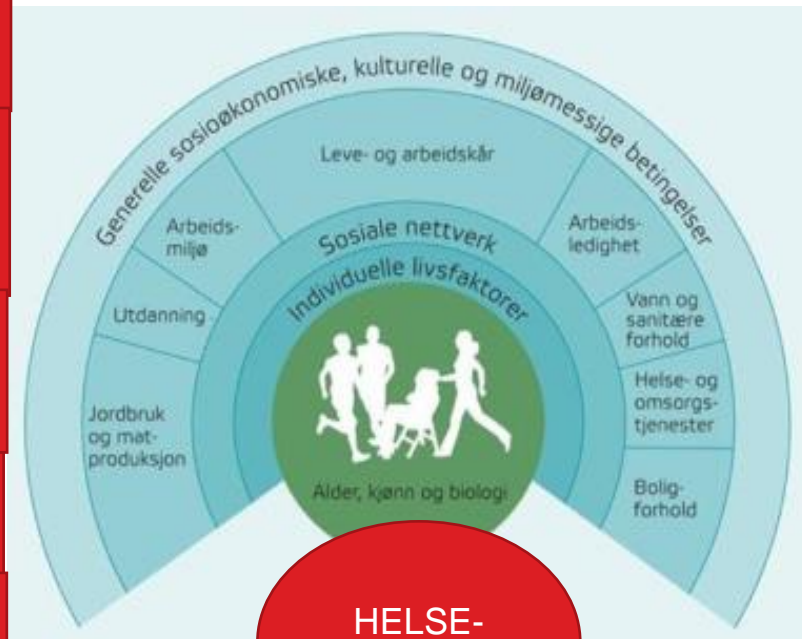 Generelle sosioøkonomiske, kulturelle og miljømessige betingelser
Leve- og arbeidskår
Arbeids-
miljø
Arbeids-
ledighet
Sosiale nettverk
Individuelle livsfaktorer
Utdanning
Vann og
sanitære
forhold
Jordbruk
og mat-
produksjon
Helse- og
omsorgs-
tjenester
Alder, kjønn og biologi
Bolig-
forhold
HELSE-